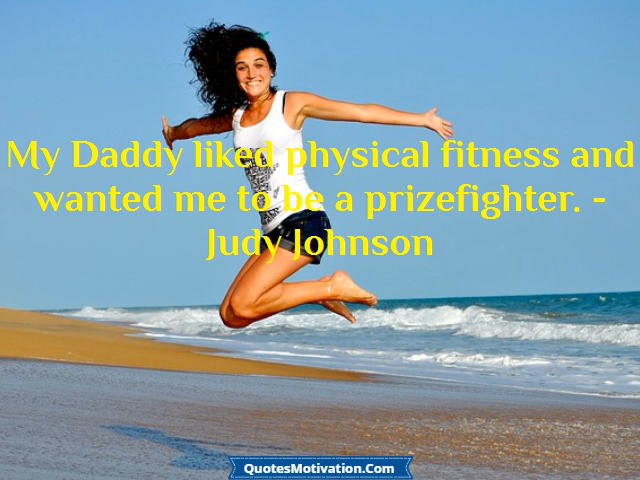 My Daddy liked physical fitness and
wanted me to be a prizefighter. -
Judy Johnson
QuotesMotivation.Com